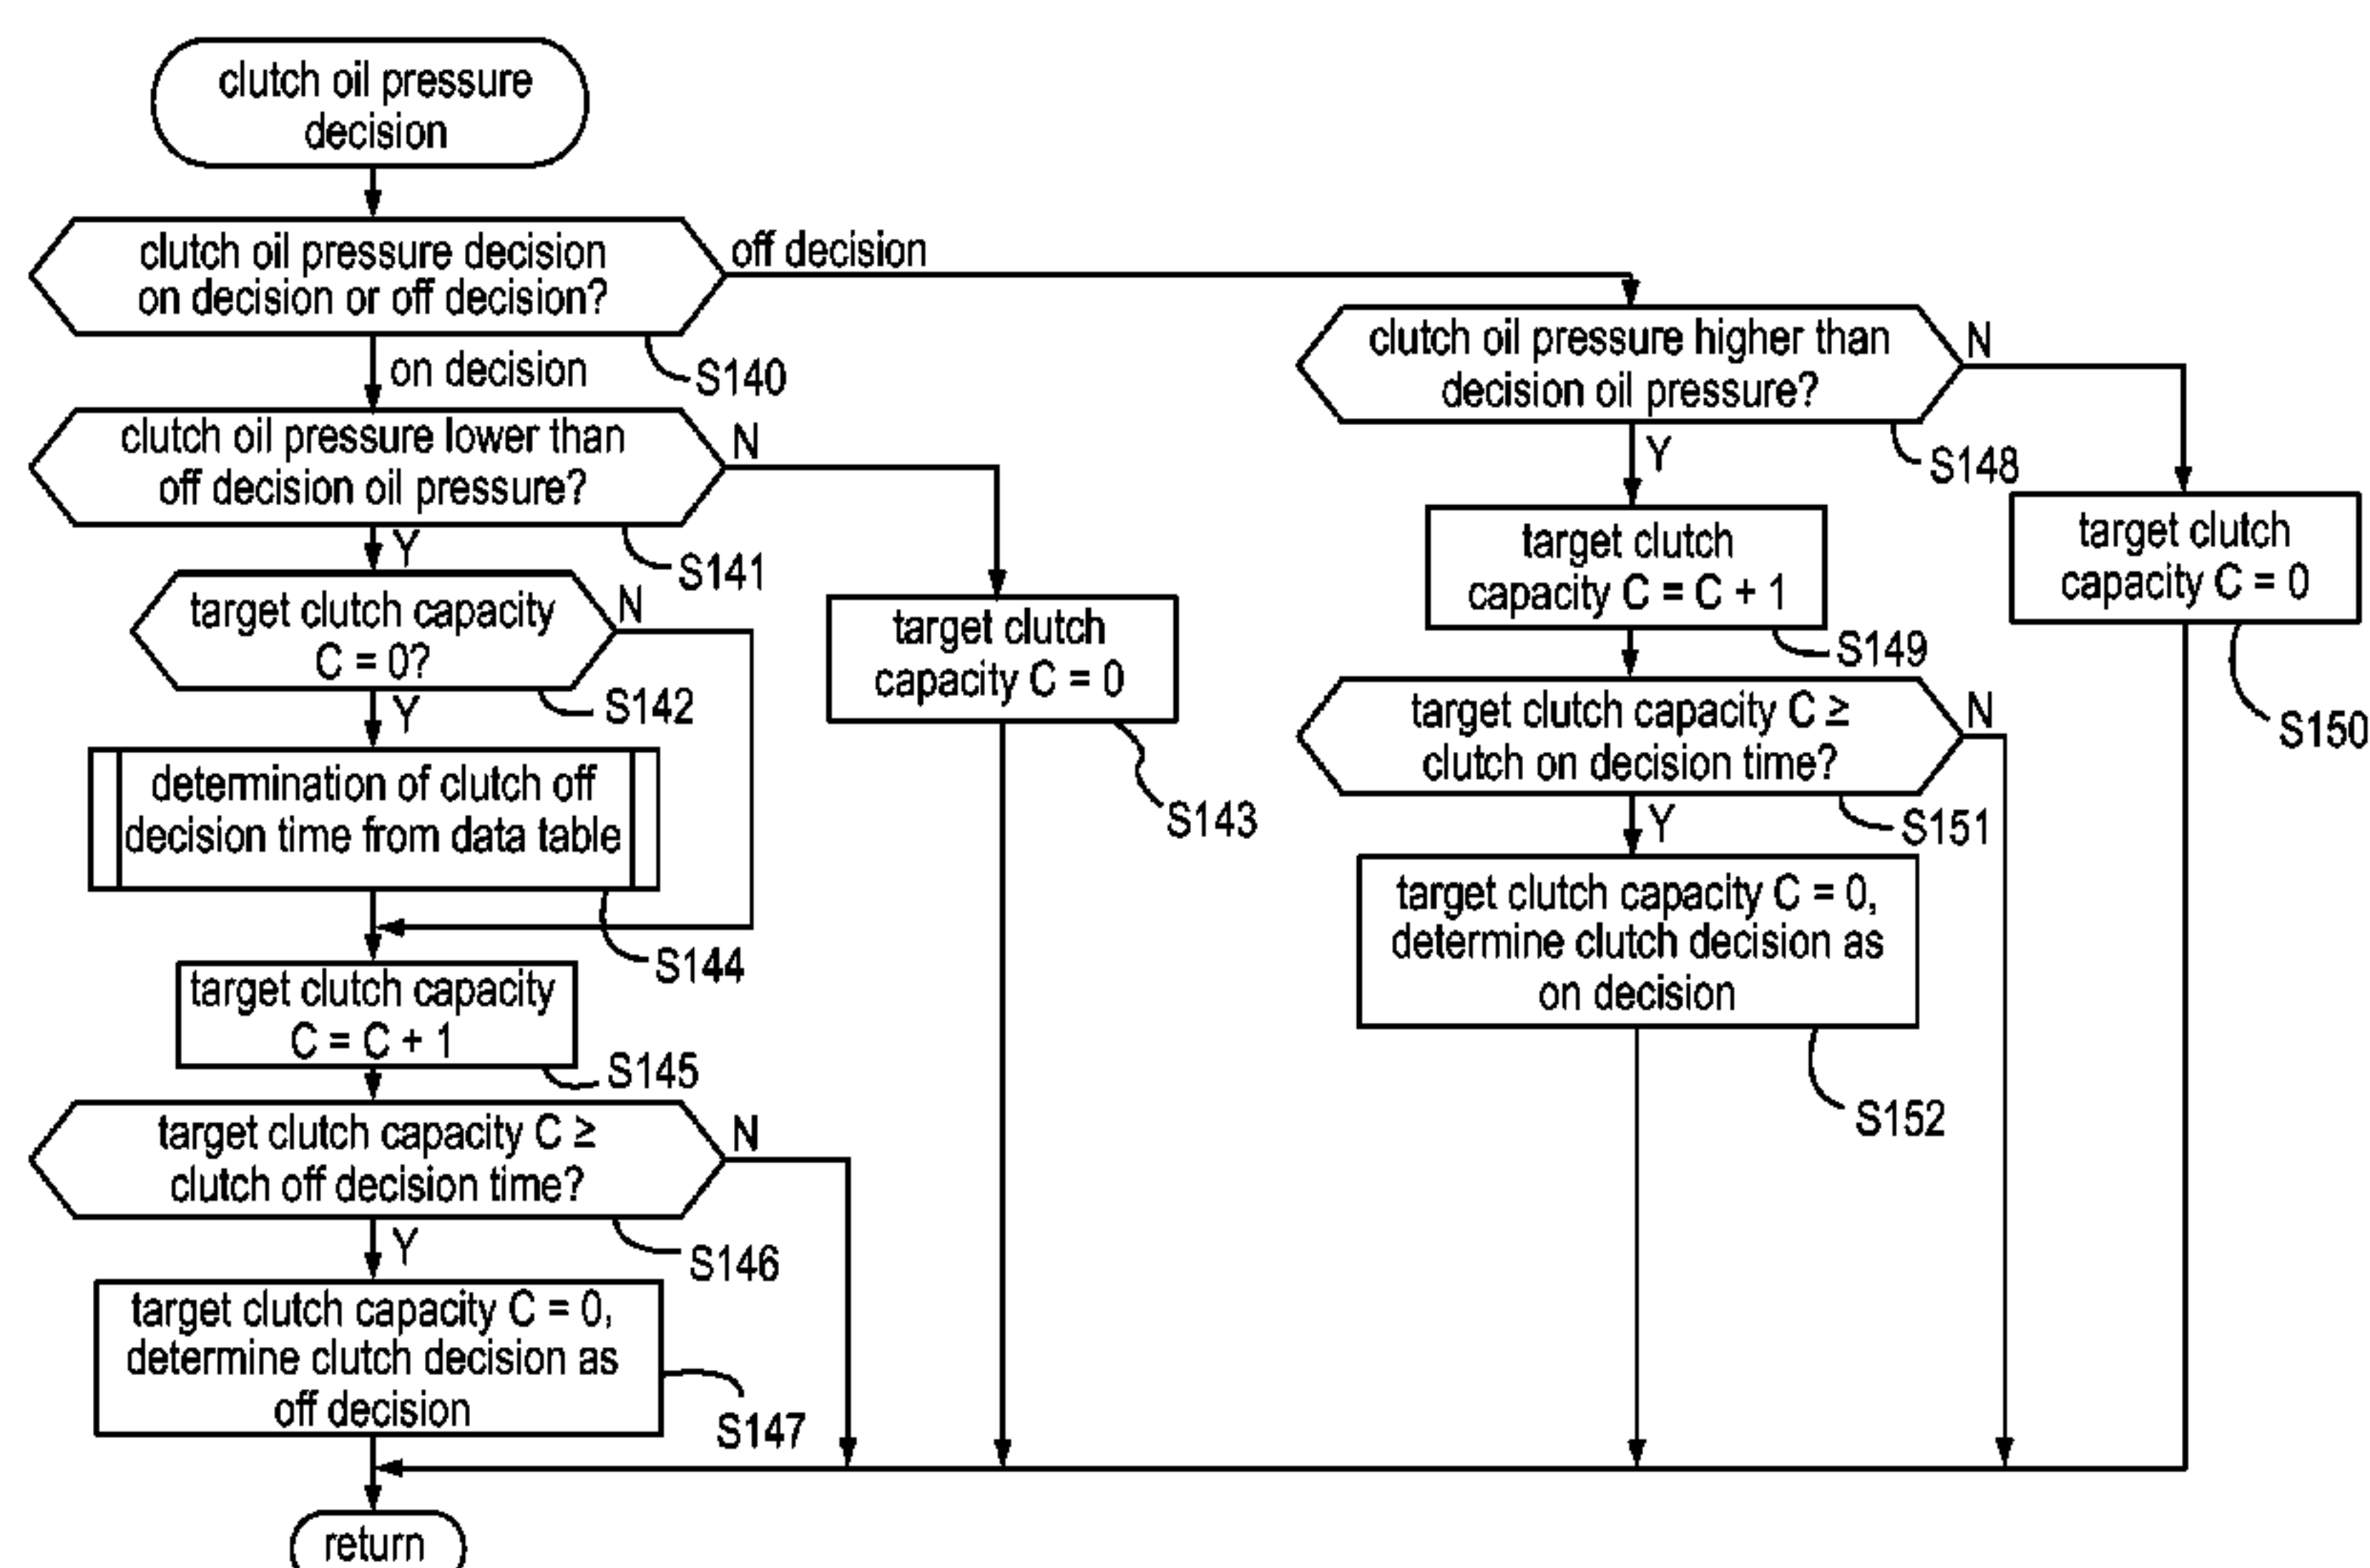 clutch oil pressure
decision
clutch oil pressure decision
on decision or off decision?
off decision
on decision
S140
clutch oil pressure lower than
off decision oil pressure?
N
Y
S141
target clutch capacity
C = 0?
N
Y
S142
target clutch
capacity C = 0
S143
determination of clutch off
decision time from data table
S144
target clutch capacity
C = C + 1
S145
target clutch capacity C ≥
clutch off decision time?
N
Y
S146
target clutch capacity C = 0,
determine clutch decision as
off decision
S147
return
clutch oil pressure higher than
decision oil pressure?
N
Y
S148
target clutch
capacity C = C + 1
S149
target clutch
capacity C = 0
S150
target clutch capacity C ≥
clutch on decision time?
N
Y
S151
target clutch capacity C = 0,
determine clutch decision as
on decision
S152